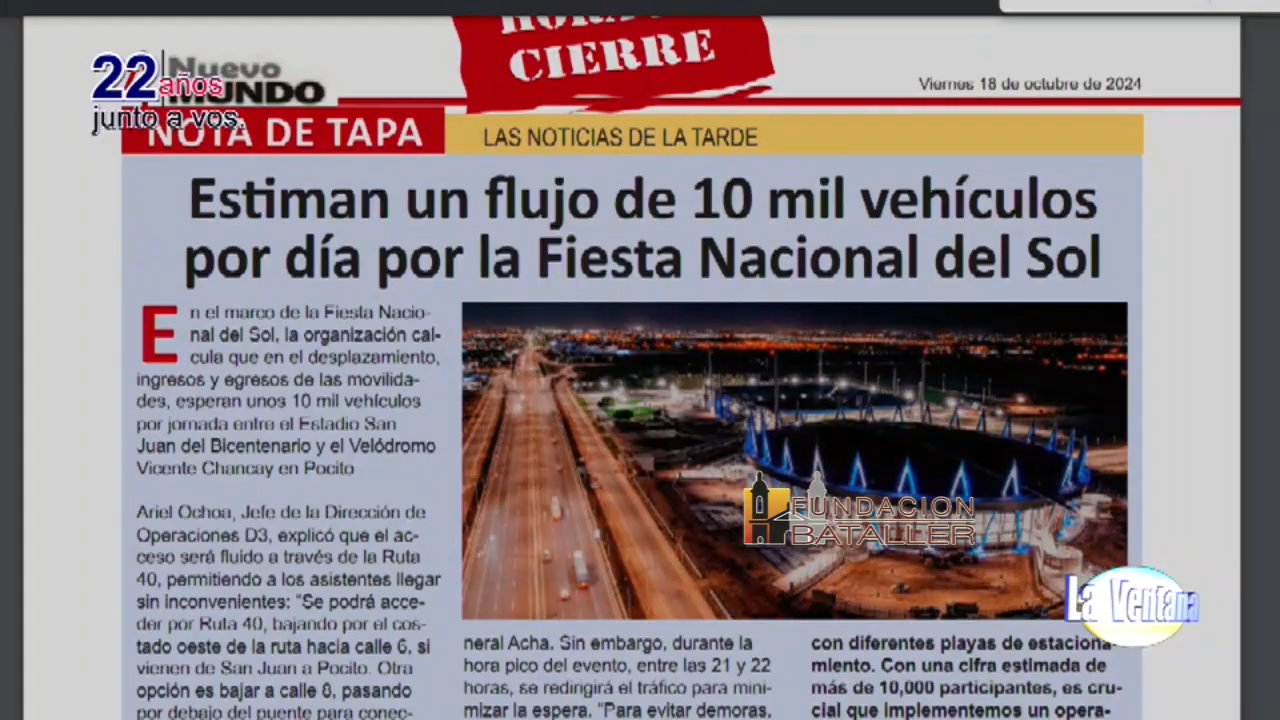 CIERRE
22 años
junto a vos.
Nuevo
MUNDO
Viernes 18 de octubre de 2024
NOTA DE TAPA
LAS NOTICIAS DE LA TARDE
Estiman un flujo de 10 mil vehículos
por día por la Fiesta Nacional del Sol
En el marco de la Fiesta Nacio-
nal del Sol, la organización cal-
cula que en el desplazamiento,
ingresos y egresos de las movilida-
des, esperan unos 10 mil vehículos
por jornada entre el Estadio San
Juan del Bicentenario y el Velódromo
Vicente Chancay en Pocito
Ariel Ochoa, Jefe de la Dirección de
Operaciones D3, explicó que el ac-
ceso será fluido a través de la Ruta
40, permitiendo a los asistentes llegar
sin inconvenientes: “Se podrá acce-
der por Ruta 40, bajando por el cos-
tado oeste de la ruta hacia calle 6, si
vienen de San Juan a Pocito. Otra
opción es bajar a calle 8, pasando
por debajo del puente para conec-
FUNDACION
BATALLER
La Ventana
neral Acha. Sin embargo, durante la
hora pico del evento, entre las 21 y 22
horas, se redirigirá el tráfico para mini-
mizar la espera. “Para evitar demoras,
con diferentes playas de estaciona-
miento. Con una cifra estimada de
más de 10,000 participantes, es cru-
cial que implementemos un opera-